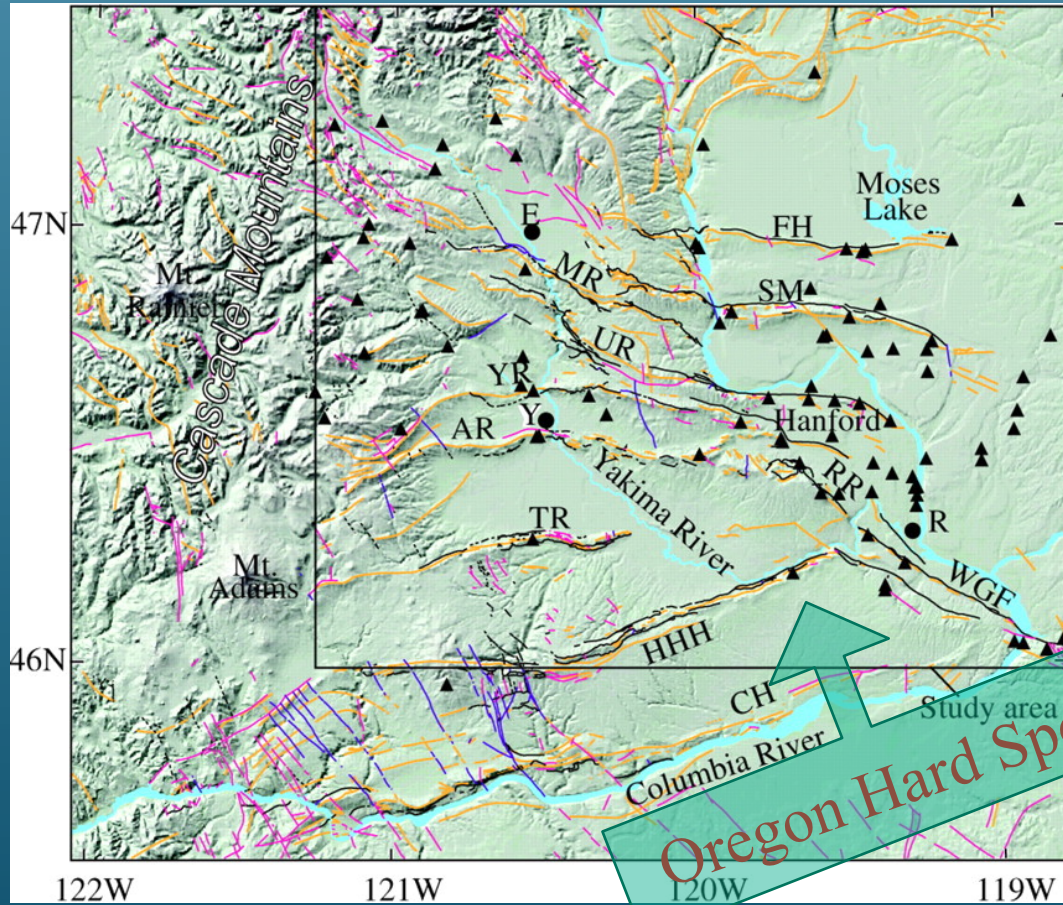 Cascade Mountains
Moses
Lake
47N
E
FH
Mt.
Rainier
MR
SM
UR
YR
Hanford
Y
AR
RR
Yakima River
R
TR
Mt.
Adams
WGF
HHH
46N
CH
Study area
Columbia River
Oregon Hard
122W
121W
120W
119W